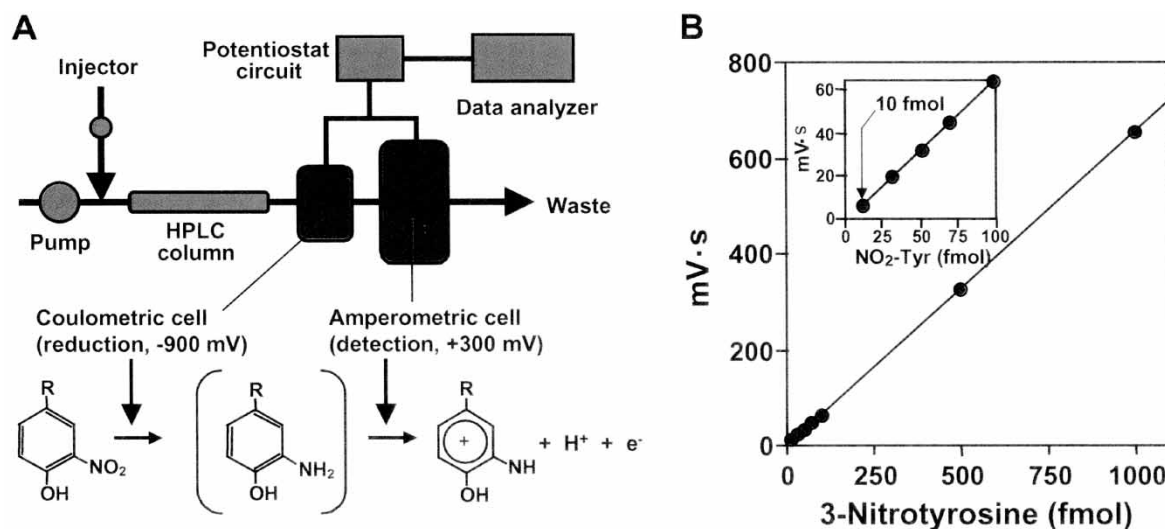 A
Injector
Potentiostat
circuit
Data analyzer
Pump
HPLC
column
Waste
Coulometric cell
(reduction, -900 mV)
Amperometric cell
(detection, +300 mV)
R
NO2
OH
R
NH2
OH
R
+
NH
OH
+ H+ + e-
B
800
600
400
200
0
mV·s
0
250
500
750
1000
3-Nitrotyrosine (fmol)
10 fmol
60
40
20
0
mV·s
0
25
50
75
100
NO2-Tyr (fmol)